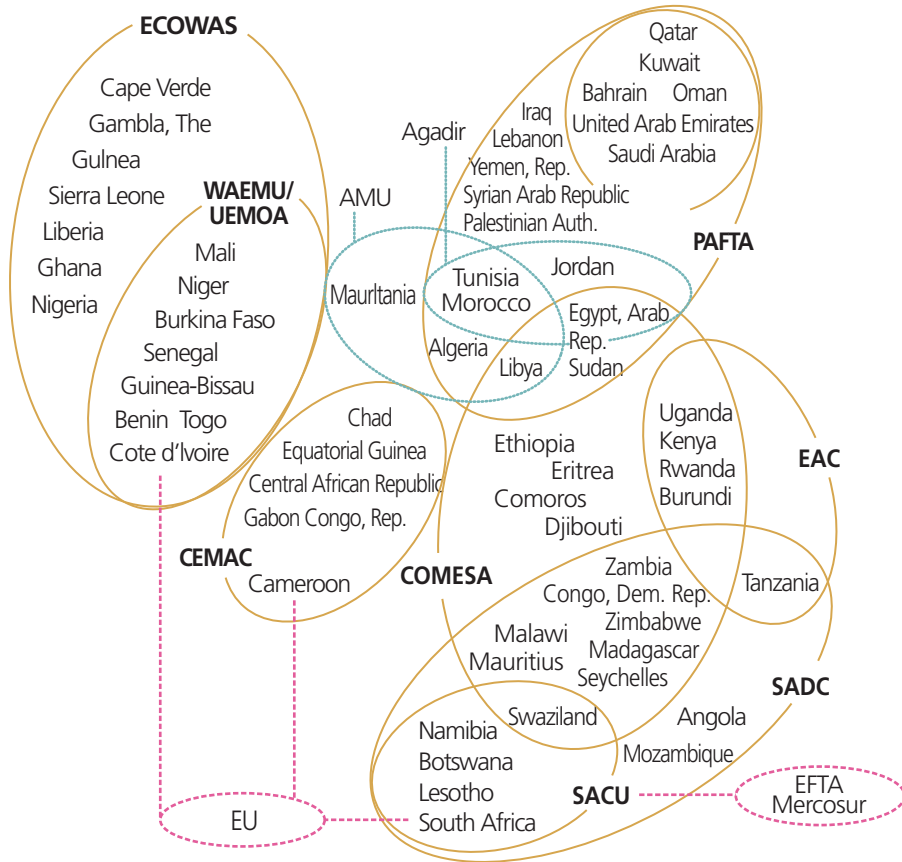 ECOWAS
Cape Verde
Gambla, The
Gulnea
Sierra Leone
Liberia
Ghana
Nigeria
WAEMU/
UEMOA
Mali
Niger
Burkina Faso
Senegal
Guinea-Bissau
Benin Togo
Cote d'Ivoire
AMU
Agadir
Maurltania
Tunisia
Morocco
Algeria
Libya
Jordan
Egypt, Arab
Rep.
Sudan
Qatar
Kuwait
Bahrain Oman
United Arab Emirates
Saudi Arabia
Iraq
Lebanon
Yemen, Rep.
Syrian Arab Republic
Palestinian Auth.
PAFTA
Chad
Equatorial Guinea
Central African Republic
Gabon Congo, Rep.
CEMAC
Cameroon
COMESA
Ethiopia
Eritrea
Comoros
Djibouti
Uganda
Kenya
Rwanda
Burundi
EAC
Tanzania
Zambia
Congo, Dem. Rep.
Zimbabwe
Malawi
Madagascar
Mauritius
Seychelles
SADC
Swaziland
Angola
Mozambique
Namibia
Botswana
Lesotho
South Africa
SACU
EU
EFTA
Mercosur